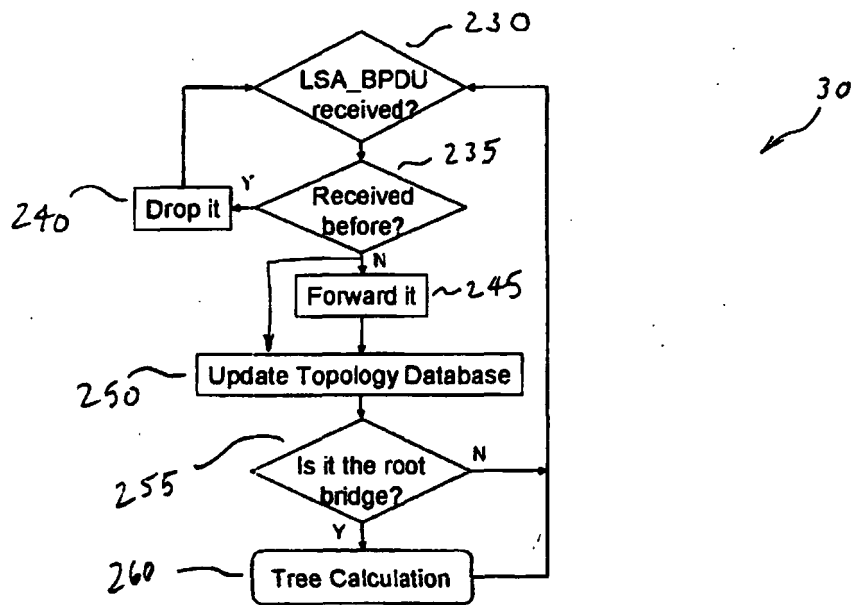 230
LSA_BPDU
received?
30
235
Y
Received
before?
240
Drop it
N
Forward it
245
Update Topology Database
250
Is it the root
bridge?
N
255
Y
Tree Calculation
260